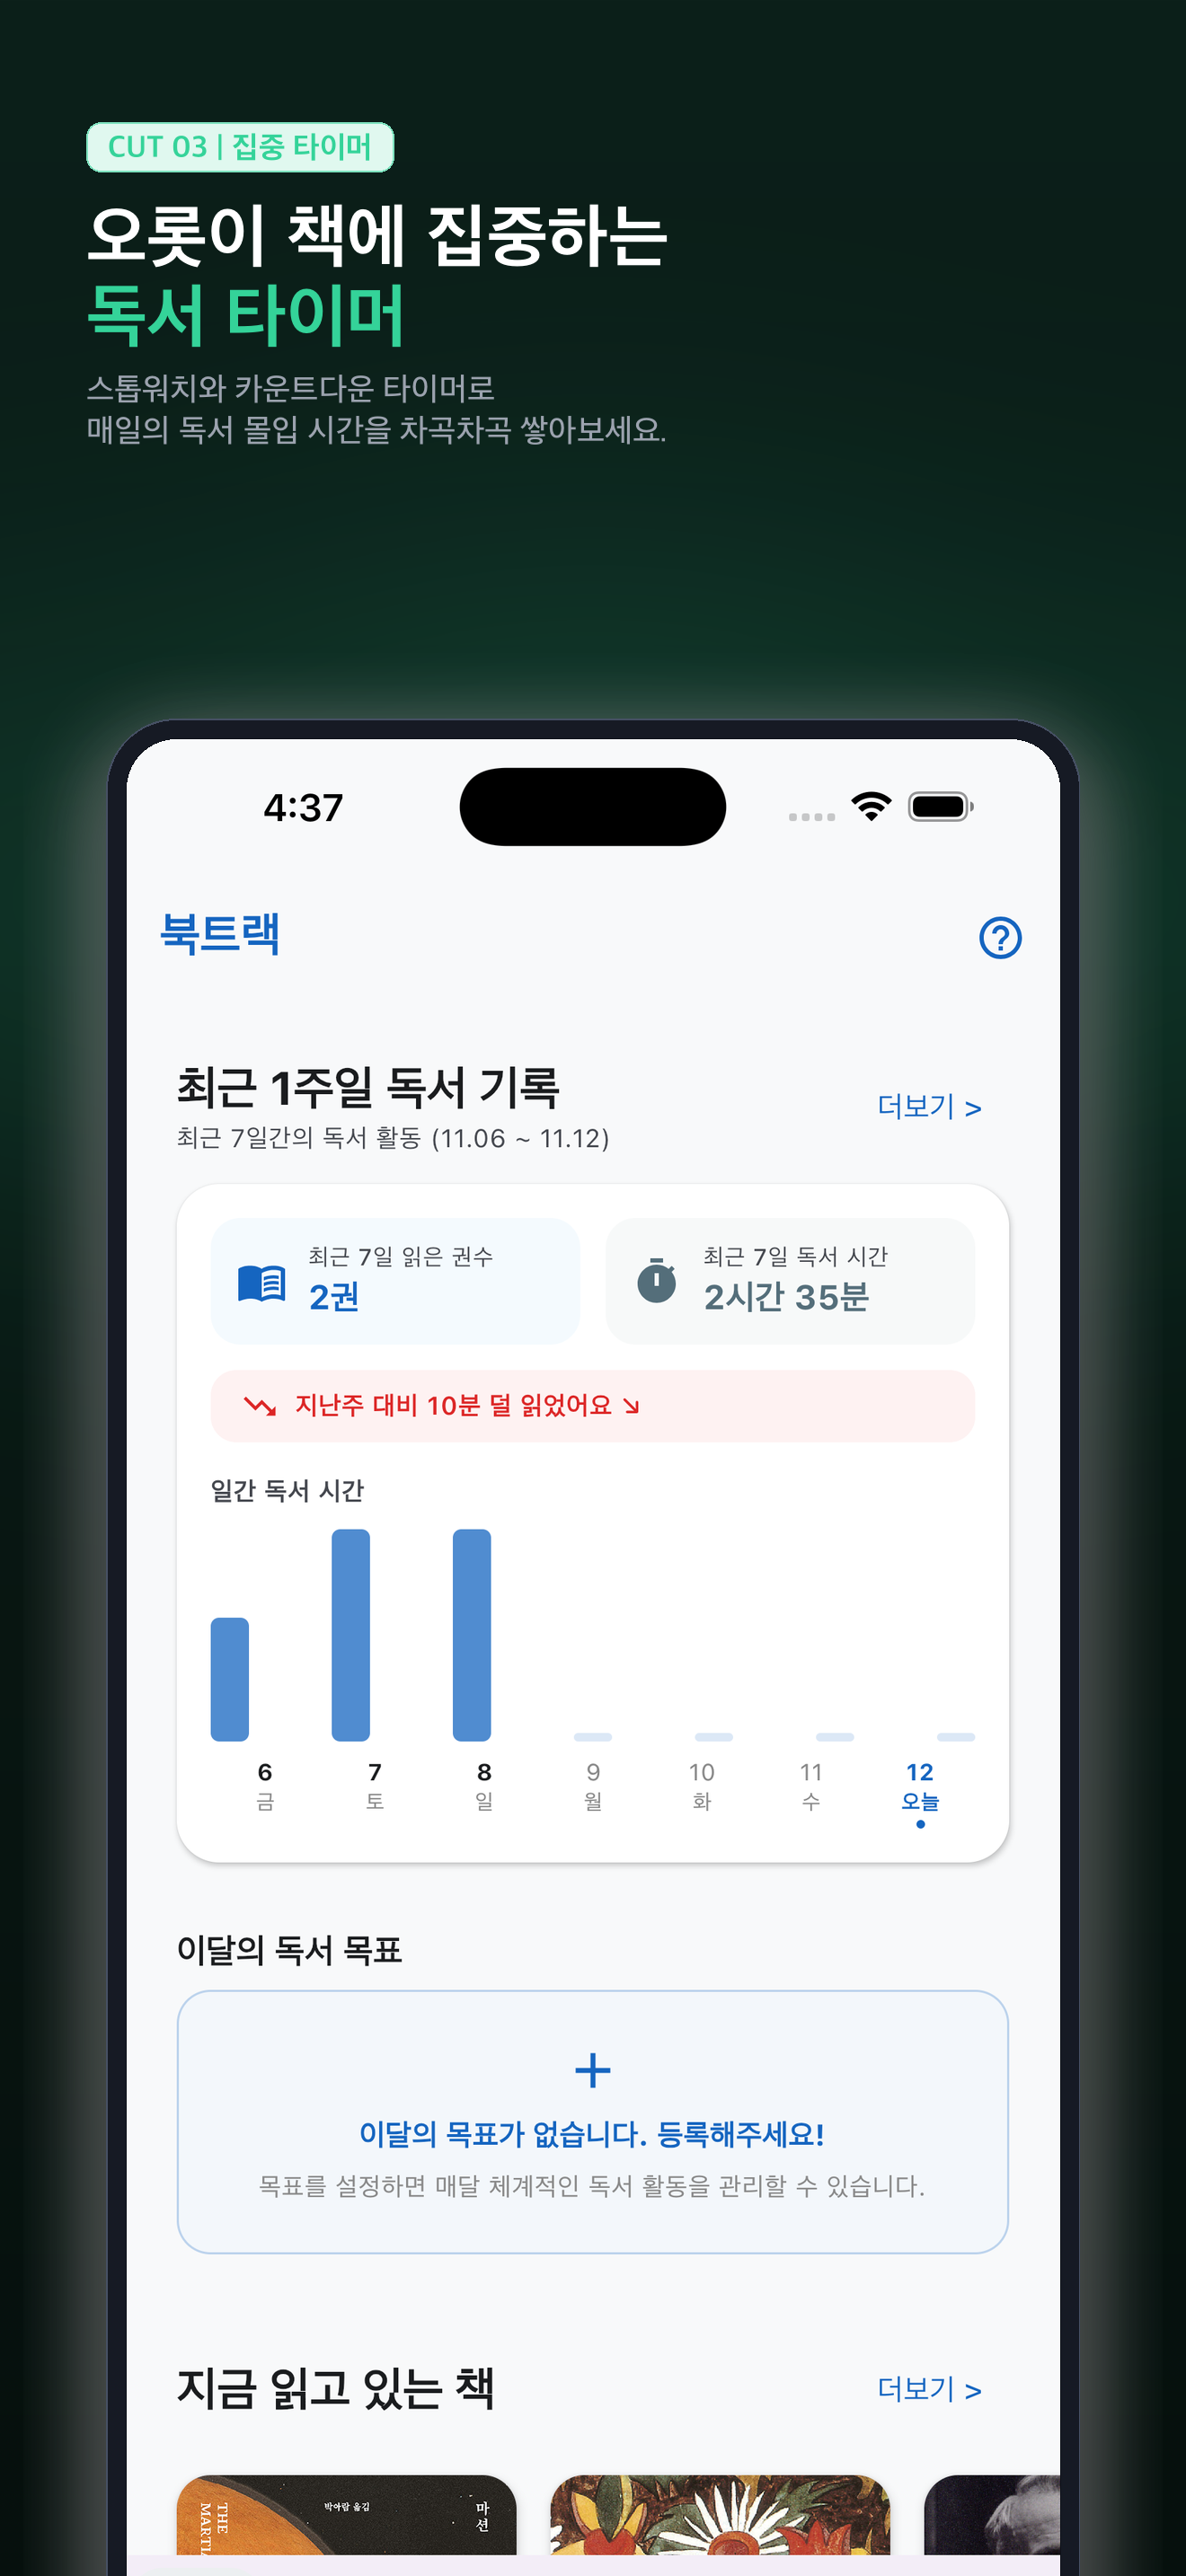 CUT 03 | 집중 타이머
오롯이 책에 집중하는
독서 타이머
스톱워치와 카운트다운 타이머로
매일의 독서 몰입 시간을 차곡차곡 쌓아보세요.
4:37
북트랙
최근 1주일 독서 기록
더보기 >
최근 7일간의 독서 활동 (11.06 ~ 11.12)
최근 7일 읽은 권수
2권
최근 7일 독서 시간
2시간 35분
지난주 대비 10분 덜 읽었어요 ↘
일간 독서 시간
6 7 8 9 10 11 12
금 토 일 월 화 수 오늘
이달의 독서 목표
이달의 목표가 없습니다. 등록해주세요!
목표를 설정하면 매달 체계적인 독서 활동을 관리할 수 있습니다.
지금 읽고 있는 책
더보기 >
THE
박아람 옮김
마션